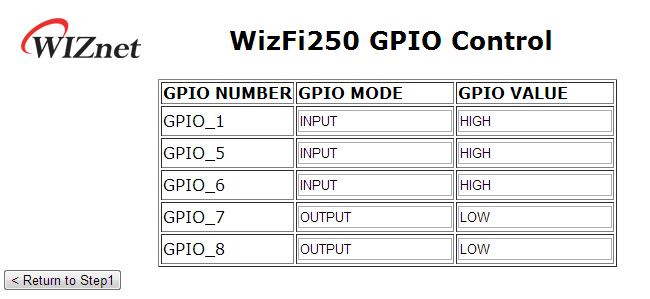 WIZnet
WizFi250 GPIO Control
GPIO NUMBER GPIO MODE GPIO VALUE
GPIO_1 INPUT HIGH
GPIO_5 INPUT HIGH
GPIO_6 INPUT HIGH
GPIO_7 OUTPUT LOW
GPIO_8 OUTPUT LOW
< Return to Step1